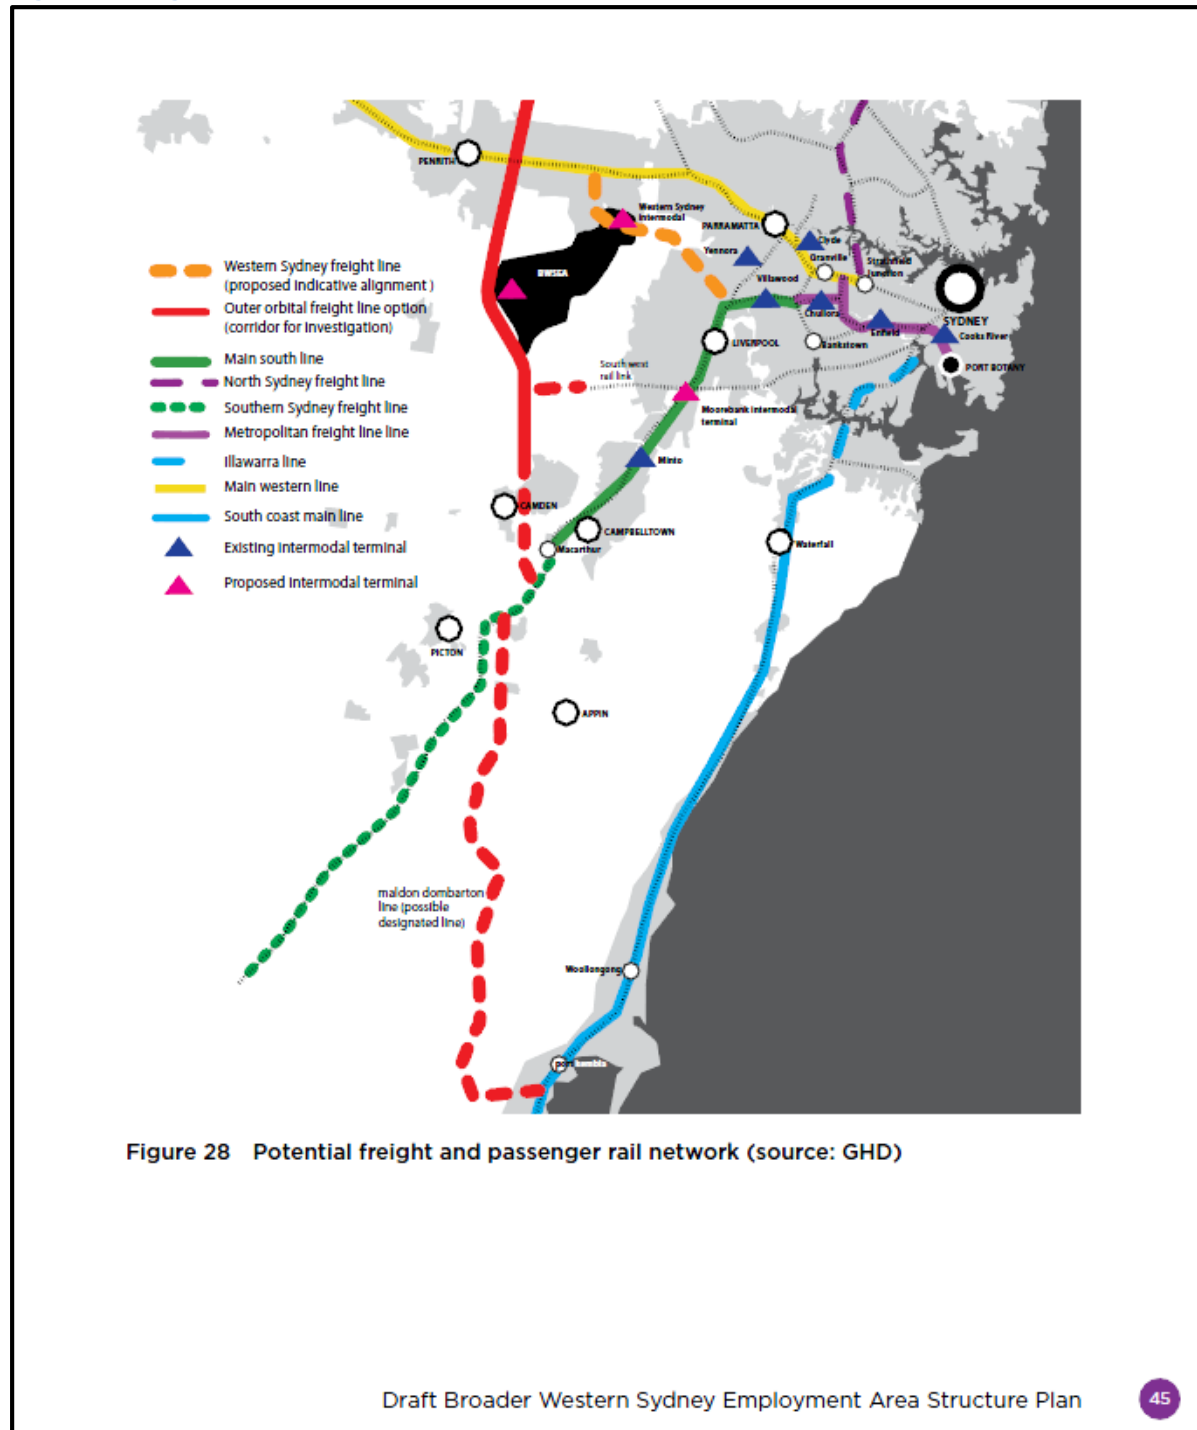 PENRITH
Western Sydney
Intermodal
PARRAMATTA
Clyde
Yennora
Granville
Strathfield
Junction
BWSEA
Villawood
SYDNEY
Chullora
Enfield
Cooks River
LIVERPOOL
Bankstown
PORT BOTANY
South west
rail link
Moorebank intermodal
terminal
Minto
CAMDEN
CAMPBELLTOWN
Macarthur
Waterfall
PICTON
APPIN
maldon dombarton
line (possible
designated line)
Woollongong
port kembla
Western Sydney freight line
(proposed indicative alignment )
Outer orbital freight line option
(corridor for investigation)
Main south line
North Sydney freight line
Southern Sydney freight line
Metropolitan freight line line
Illawarra line
Main western line
South coast main line
Existing intermodal terminal
Proposed intermodal terminal
Figure 28 Potential freight and passenger rail network (source: GHD)
Draft Broader Western Sydney Employment Area Structure Plan 45